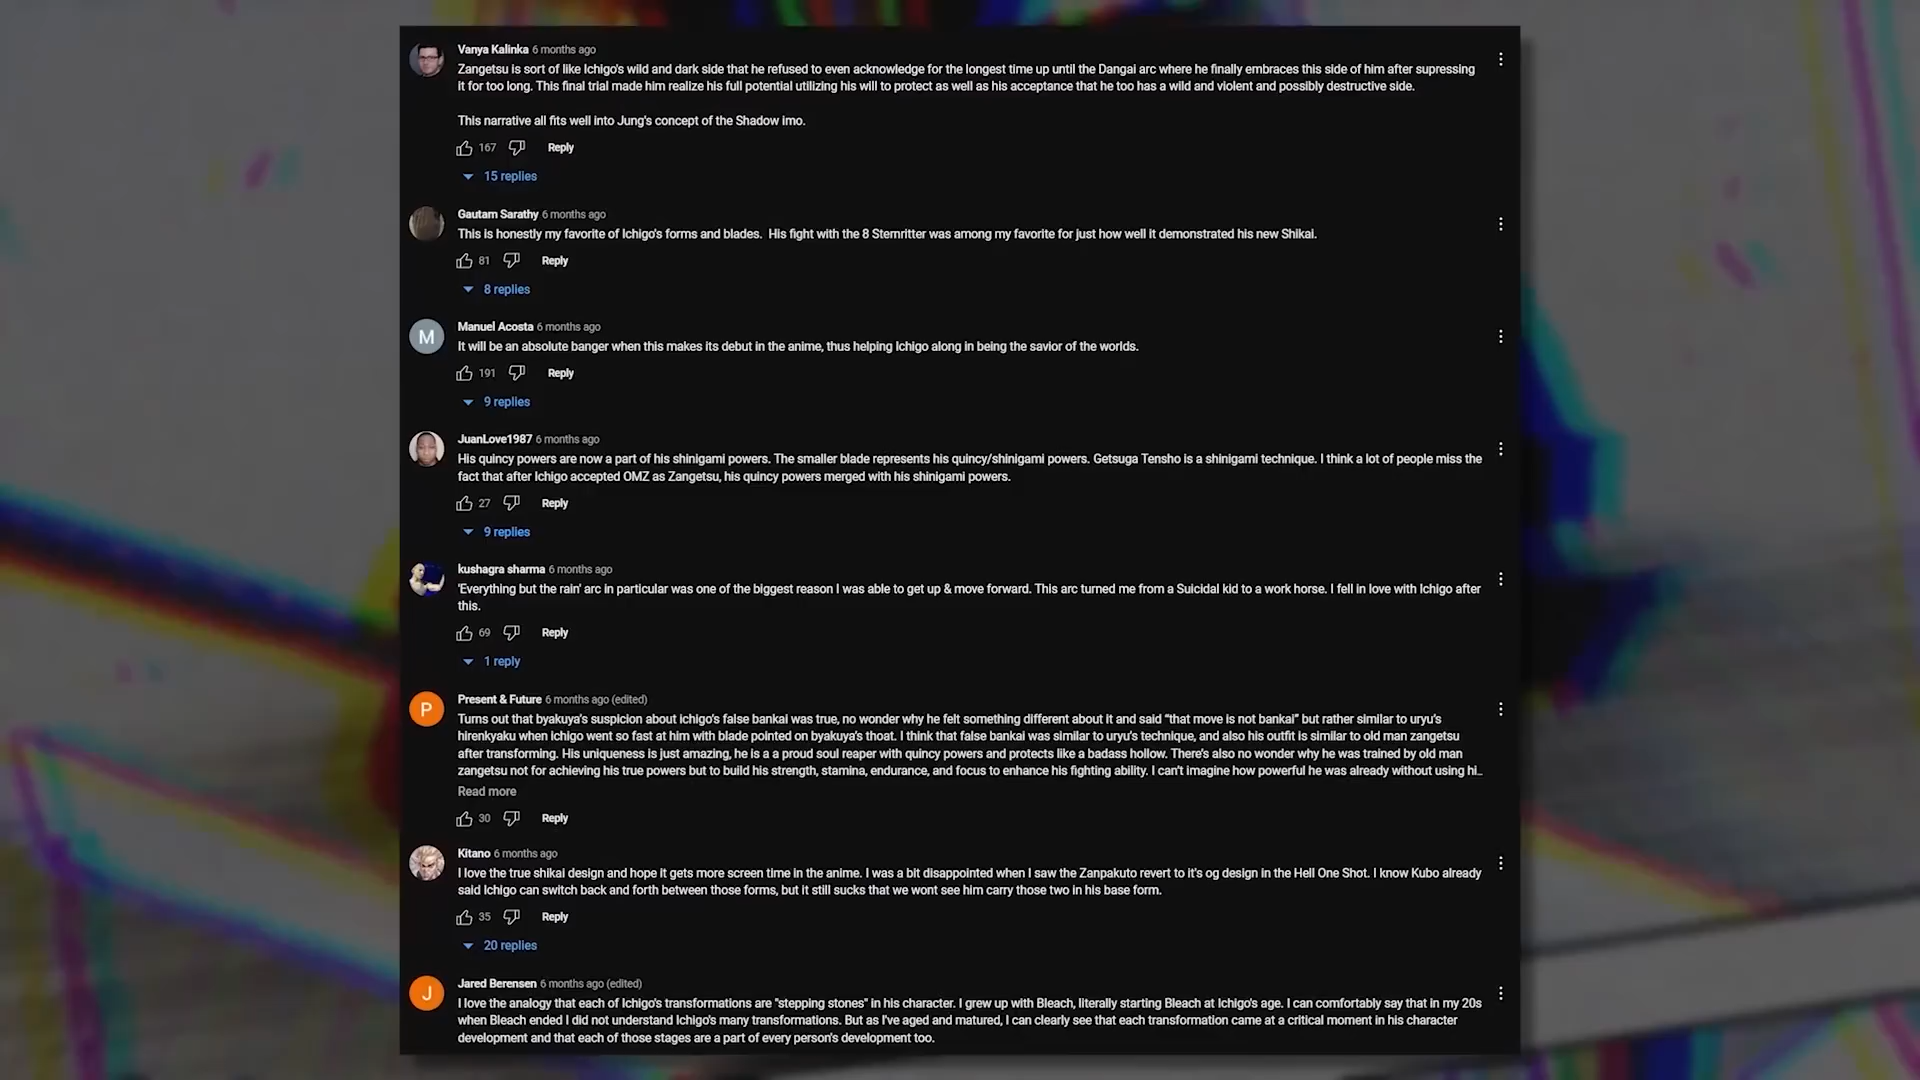 Vanya Kalinka 6 months ago
Zangetsu is sort of like Ichigo's wild and dark side that he refused to even acknowledge for the longest time up until the Dangai arc where he finally embraces this side of him after supressing
it for too long. This final trial made him realize his full potential utilizing his will to protect as well as his acceptance that he too has a wild and violent and possibly destructive side.
This narrative all fits well into Jung's concept of the Shadow imo.
167 Reply
15 replies
Gautam Sarathy 6 months ago
This is honestly my favorite of Ichigo's forms and blades. His fight with the 8 Sternritter was among my favorite for just how well it demonstrated his new Shikai.
81 Reply
8 replies
M
Manuel Acosta 6 months ago
It will be an absolute banger when this makes its debut in the anime, thus helping Ichigo along in being the savior of the worlds.
191 Reply
9 replies
JuanLove1987 6 months ago
His quincy powers are now a part of his shinigami powers. The smaller blade represents his quincy/shinigami powers. Getsuga Tensho is a shinigami technique. I think a lot of people miss the
fact that after Ichigo accepted OMZ as Zangetsu, his quincy powers merged with his shinigami powers.
27 Reply
9 replies
kushagra sharma 6 months ago
'Everything but the rain' arc in particular was one of the biggest reason I was able to get up & move forward. This arc turned me from a Suicidal kid to a work horse. I fell in love with Ichigo after
this.
69 Reply
1 reply
P
Present & Future 6 months ago (edited)
Turns out that byakuya's suspicion about ichigo's false bankai was true, no wonder why he felt something different about it and said “that move is not bankai” but rather similar to uryu's
hirenkyaku when ichigo went so fast at him with blade pointed on byakuya's thoat. I think that false bankai was similar to uryu's technique, and also his outfit is similar to old man zangetsu
after transforming. His uniqueness is just amazing, he is a a proud soul reaper with quincy powers and protects like a badass hollow. There's also no wonder why he was trained by old man
zangetsu not for achieving his true powers but to build his strength, stamina, endurance, and focus to enhance his fighting ability. I can't imagine how powerful he was already without using hi...
Read more
30 Reply
Kitano 6 months ago
I love the true shikai design and hope it gets more screen time in the anime. I was a bit disappointed when I saw the Zanpakuto revert to it's og design in the Hell One Shot. I know Kubo already
said Ichigo can switch back and forth between those forms, but it still sucks that we wont see him carry those two in his base form.
35 Reply
20 replies
J
Jared Berensen 6 months ago (edited)
I love the analogy that each of Ichigo's transformations are "stepping stones" in his character. I grew up with Bleach, literally starting Bleach at Ichigo's age. I can comfortably say that in my 20s
when Bleach ended I did not understand Ichigo's many transformations. But as I've aged and matured, I can clearly see that each transformation came at a critical moment in his character
development and that each of those stages are a part of every person's development too.